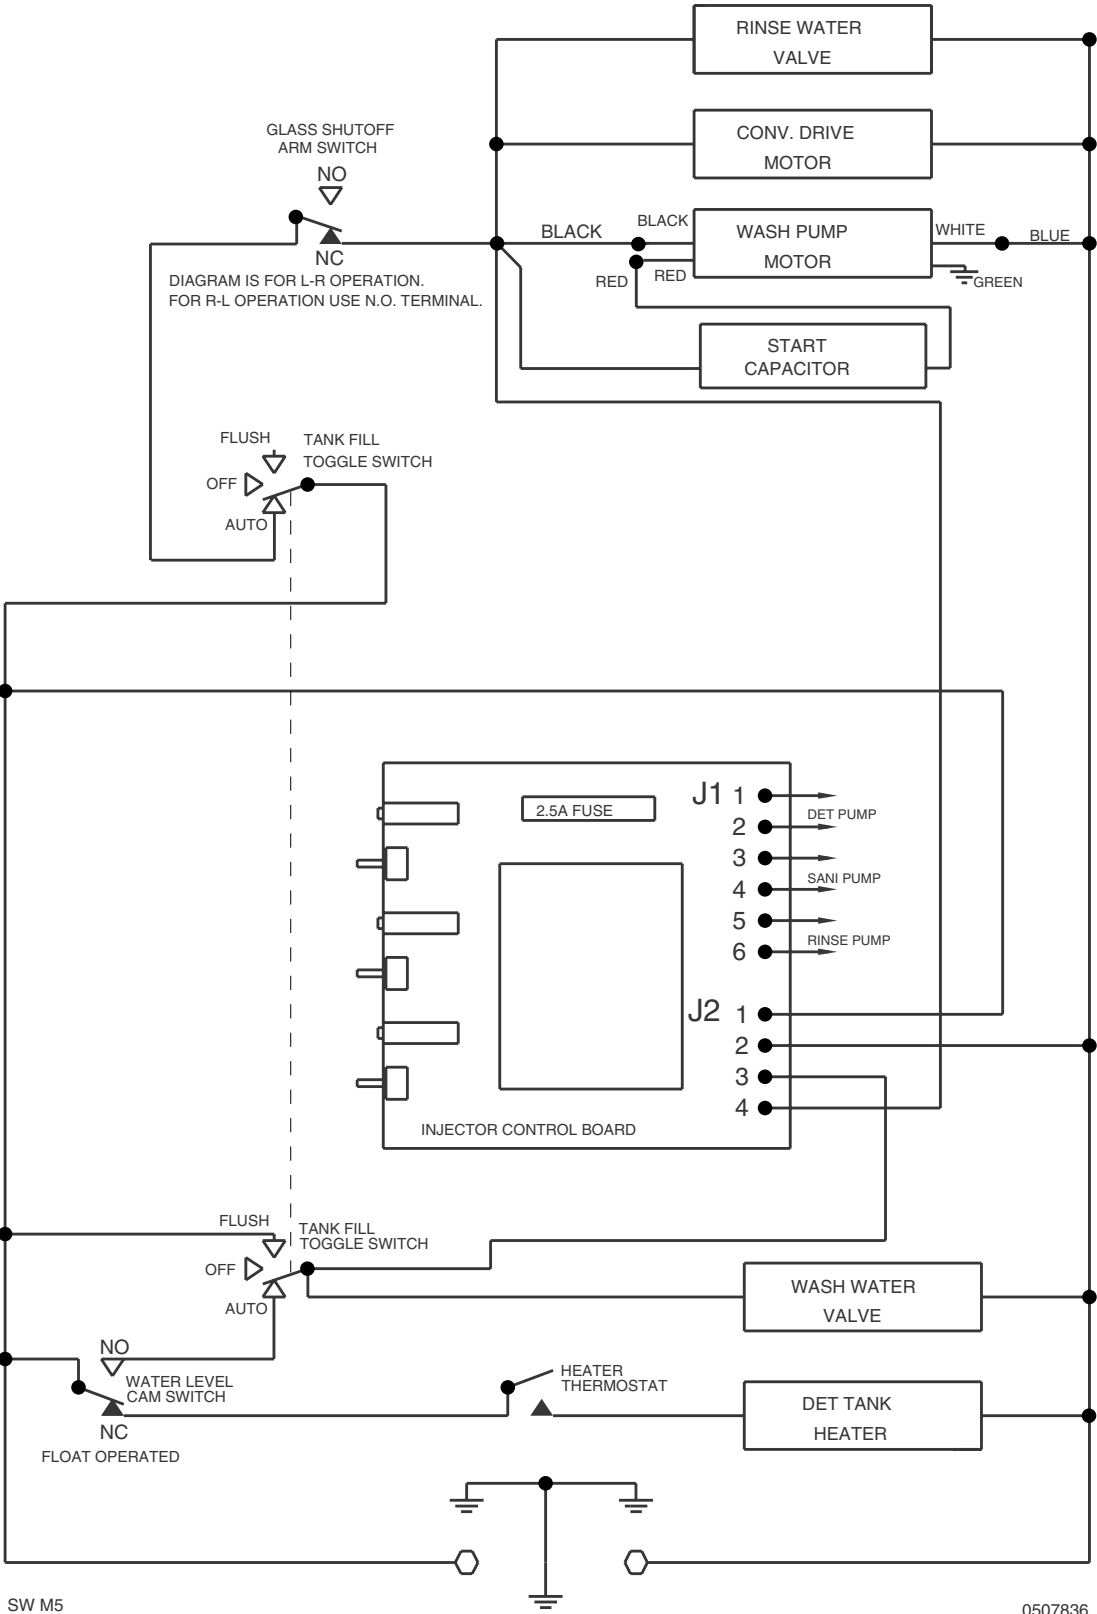 RINSE WATER
VALVE
GLASS SHUTOFF
ARM SWITCH
NO
NC
DIAGRAM IS FOR L-R OPERATION.
FOR R-L OPERATION USE N.O. TERMINAL.
CONV. DRIVE
MOTOR
BLACK
BLACK
WASH PUMP
MOTOR
WHITE
BLUE
RED
RED
GREEN
START
CAPACITOR
FLUSH
TANK FILL
TOGGLE SWITCH
OFF
AUTO
2.5A FUSE
J1 1
DET PUMP
2
3
SANI PUMP
4
5
RINSE PUMP
6
J2 1
2
3
4
INJECTOR CONTROL BOARD
FLUSH
TANK FILL
TOGGLE SWITCH
OFF
AUTO
WASH WATER
VALVE
NO
WATER LEVEL
CAM SWITCH
NC
FLOAT OPERATED
HEATER
THERMOSTAT
DET TANK
HEATER
SW M5
0507836